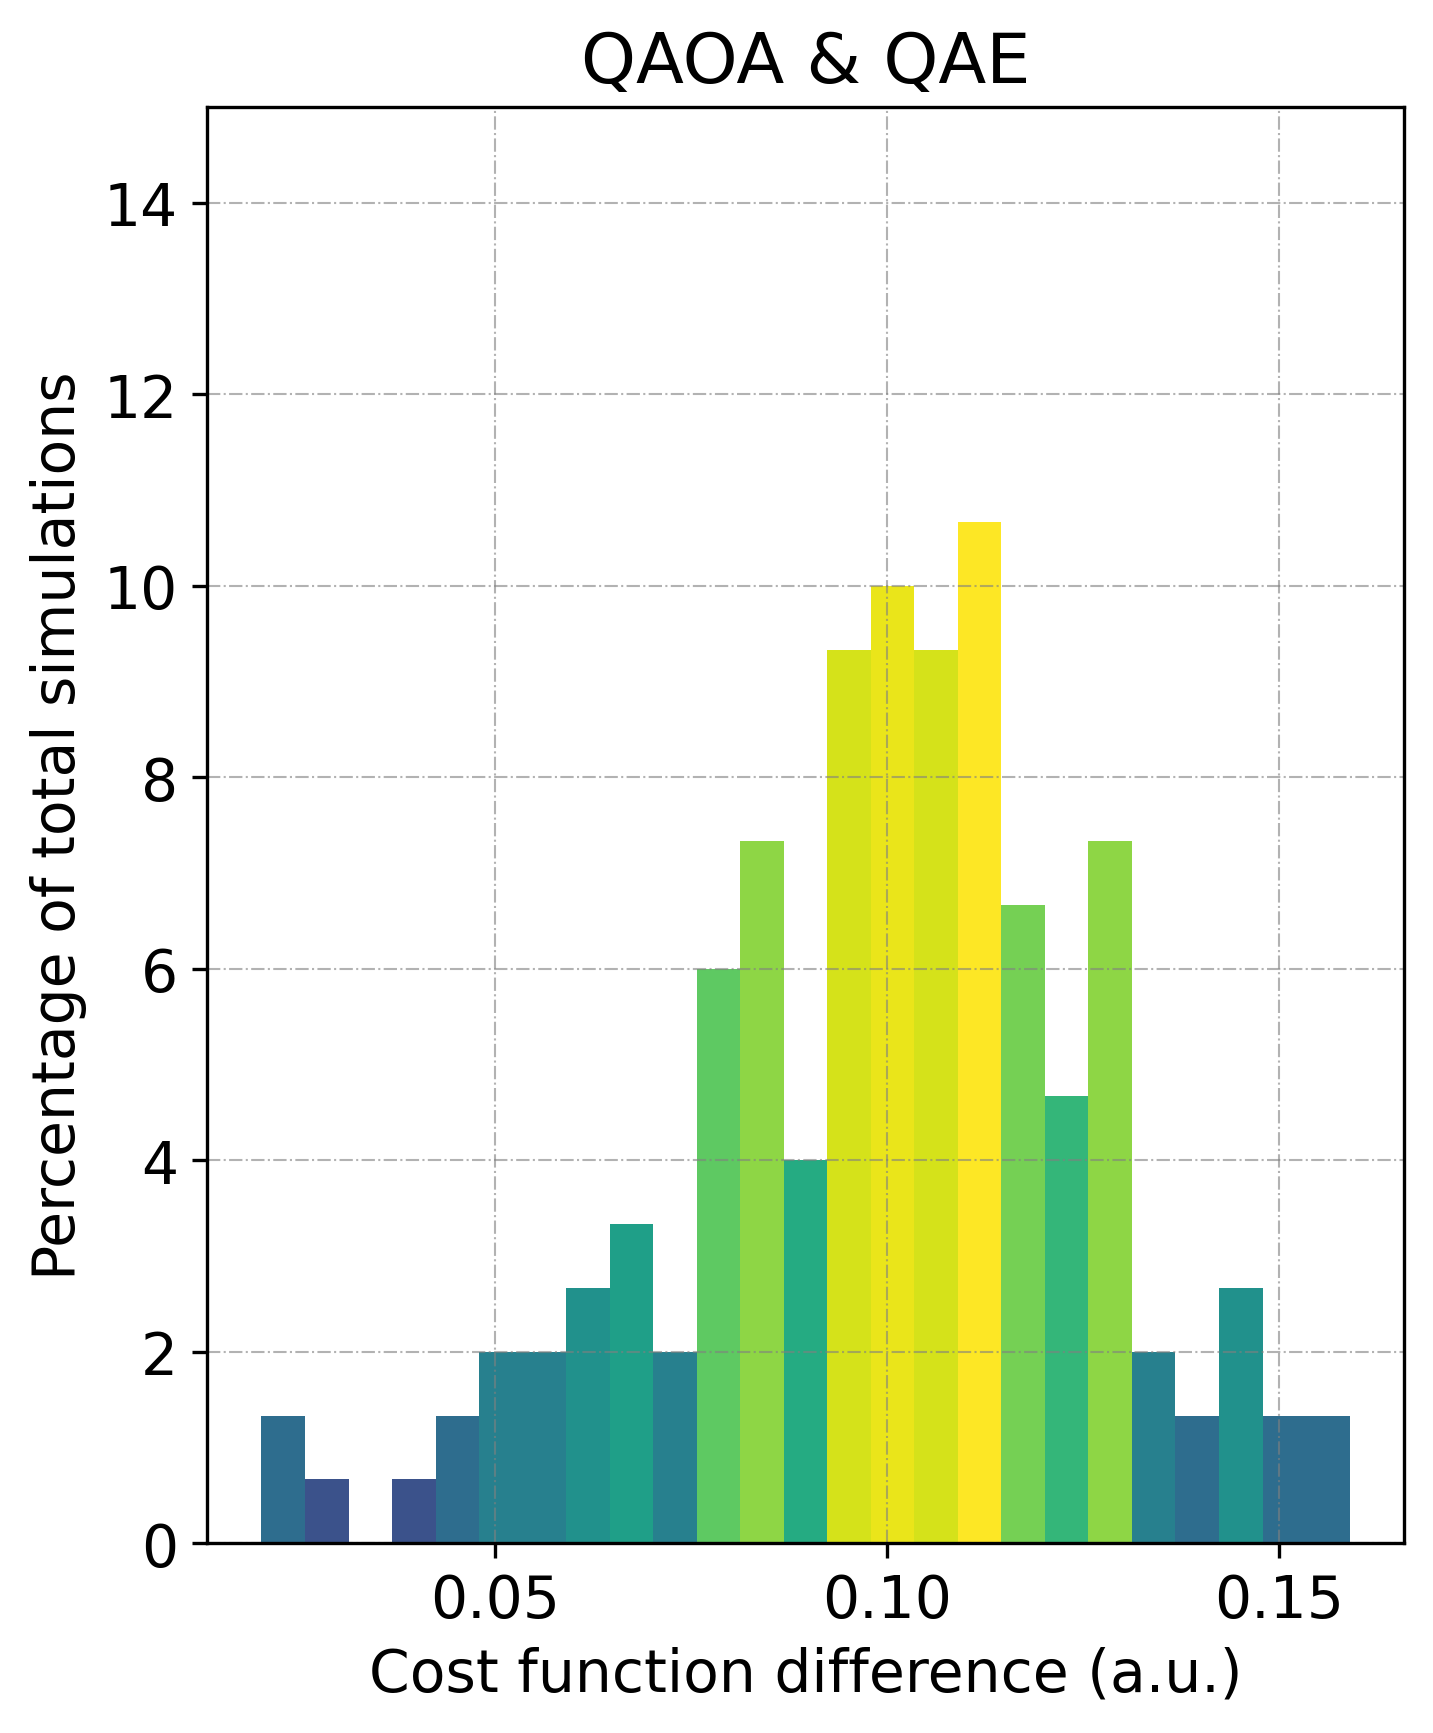 QAOA & QAE
14
12
10
8
6
4
2
0
Percentage of total simulations
0.05 0.10 0.15
Cost function difference (a.u.)